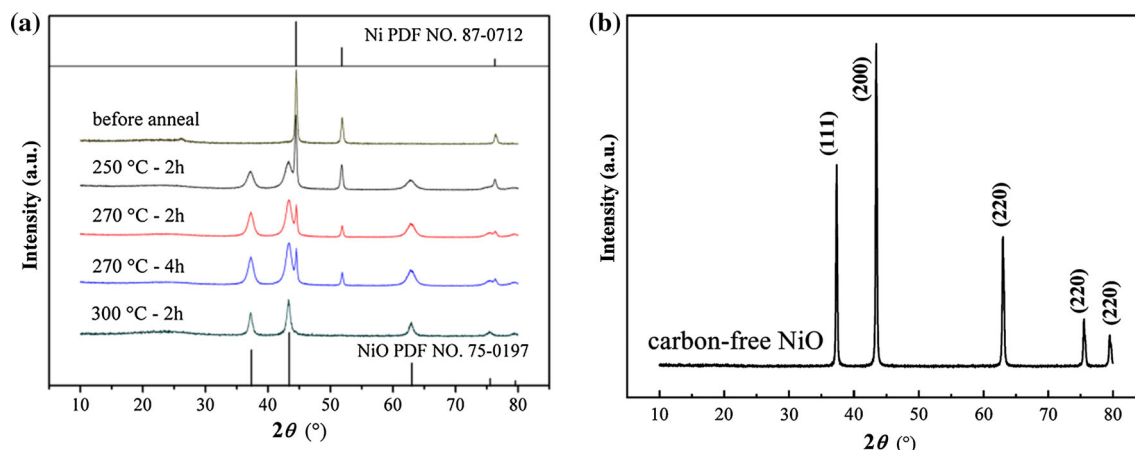 (a)
Ni PDF NO. 87-0712
before anneal
250 °C - 2h
270 °C - 2h
270 °C - 4h
300 °C - 2h
NiO PDF NO. 75-0197
Intensity (a.u.)
10 20 30 40 50 60 70 80
2θ (°)
(b)
(111)
(200)
(220)
(220)
(220)
carbon-free NiO
Intensity (a.u.)
10 20 30 40 50 60 70 80
2θ (°)